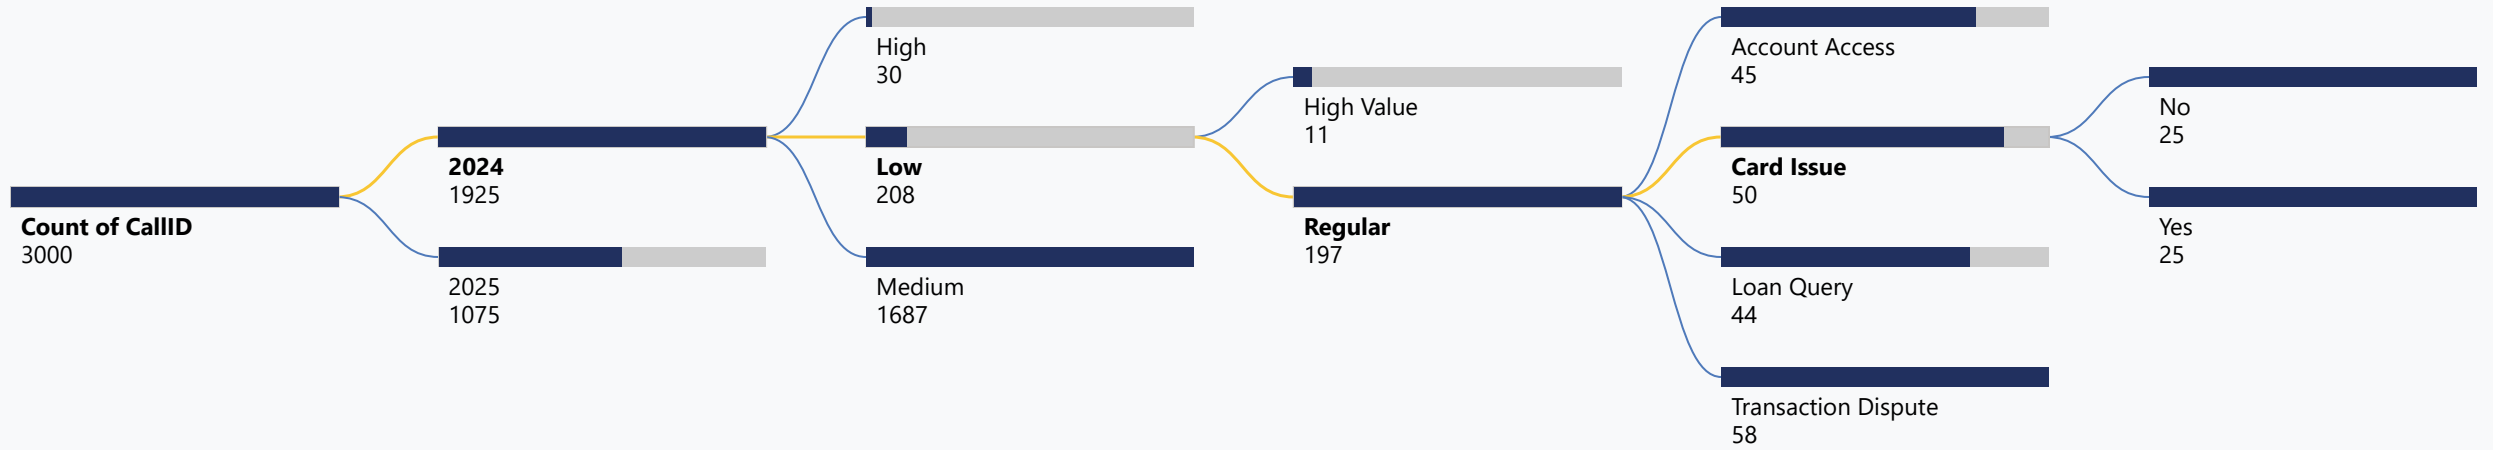 Count of CallID
3000
2024
1925
2025
1075
High
30
Low
208
Medium
1687
High Value
11
Regular
197
Account Access
45
Card Issue
50
Loan Query
44
Transaction Dispute
58
No
25
Yes
25